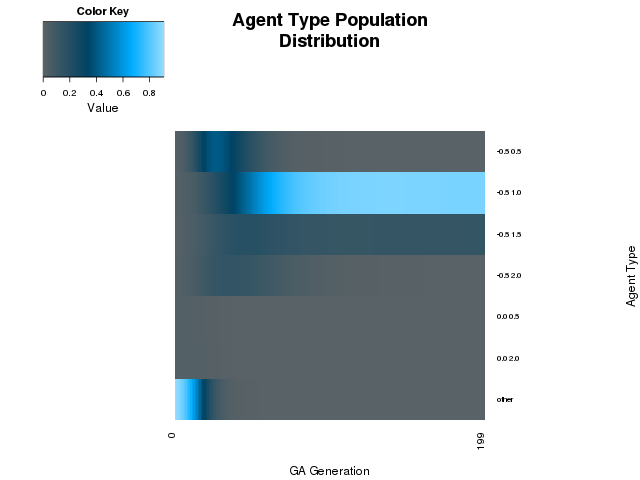 Color Key
0 0.2 0.4 0.6 0.8
Value
Agent Type Population
Distribution
-0.5 0.5
-0.5 1.0
-0.5 1.5
-0.5 2.0
0.0 0.5
0.0 2.0
other
Agent Type
0 199
GA Generation